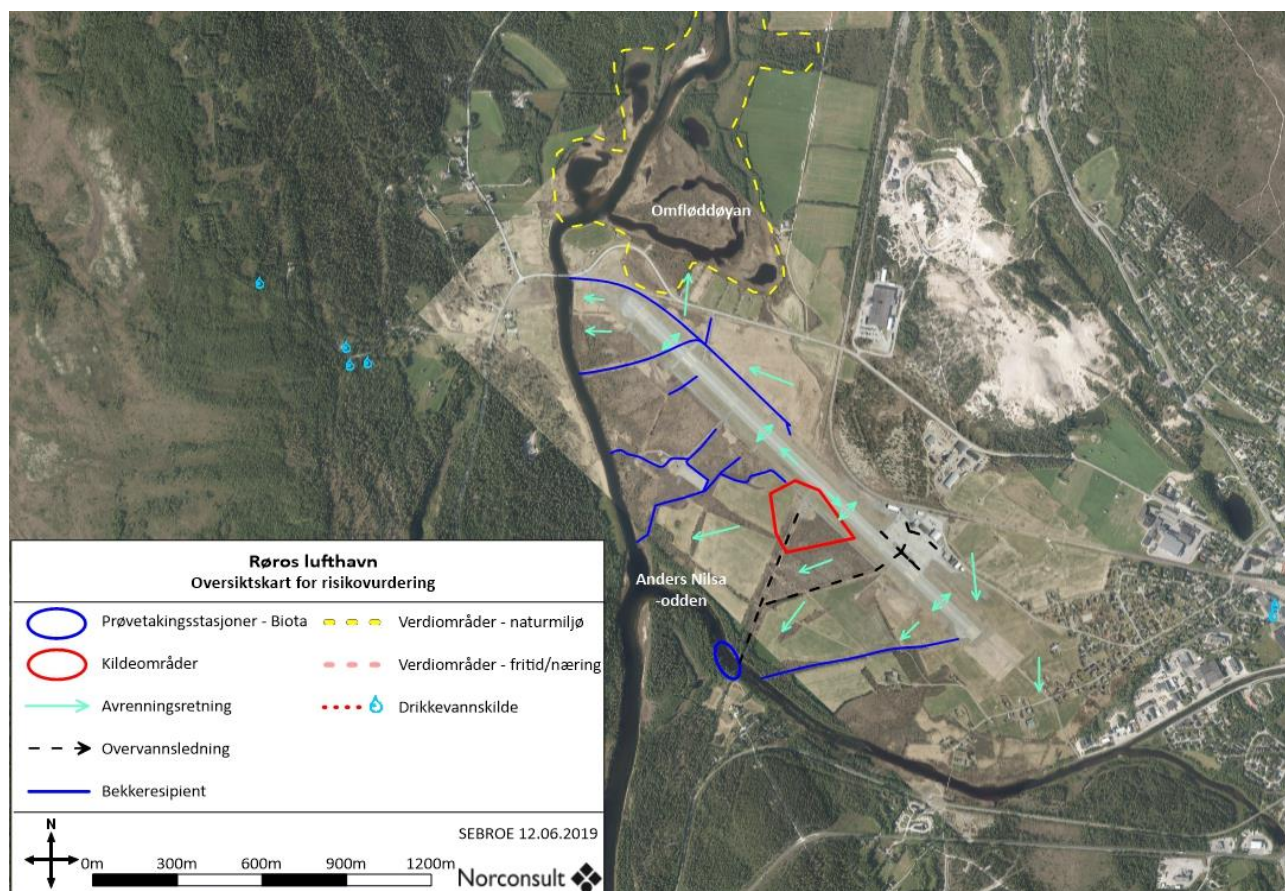 Omfløddøyan
Anders Nilsa
-odden
Røros lufthavn
Oversiktskart for risikovurdering
Prøvetakingsstasjoner - Biota
Verdiområder - naturmiljø
Kildeområder
Verdiområder - fritid/næring
Avrenningsretning
Drikkevannskilde
Overvannsledning
Bekkeresipient
N
SEBROE 12.06.2019
0m 300m 600m 900m 1200m
Norconsult